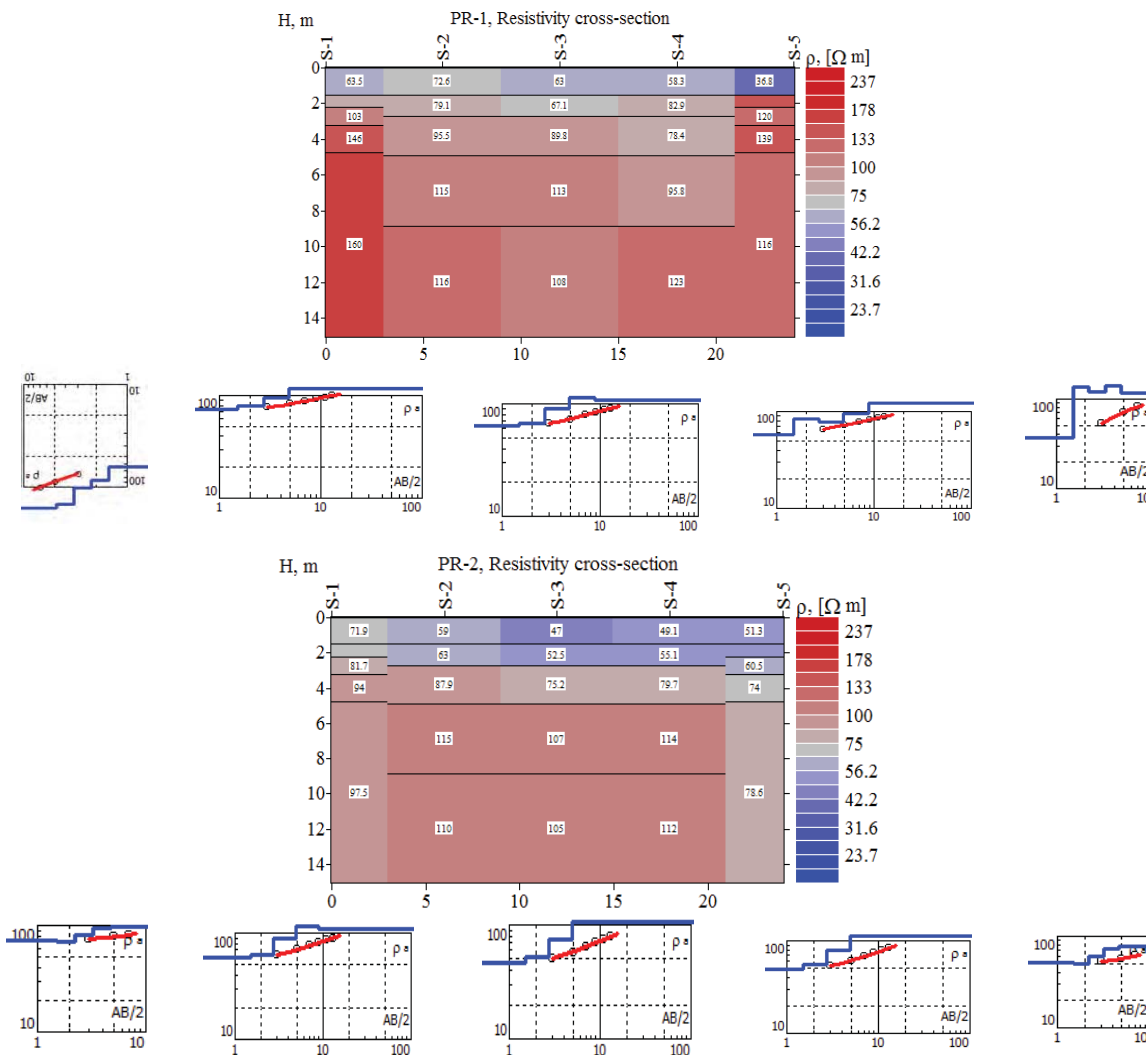 H, m
PR-1, Resistivity cross-section
S-1 S-2 S-3 S-4 S-5
ρ, [Ω m]
0 63.5 72.6 63 58.3 36.8 237
2 79.1 67.1 82.9 178
103 120
4 146 95.5 89.8 78.4 139 133
100
6 115 113 95.8 75
8 56.2
10 160 116 42.2
12 116 108 123 31.6
14 23.7
0 5 10 15 20
10 AB/2 1
10
ρ a
100
100 ρ a
10 AB/2
1 10 100
100 ρ a
10 AB/2
1 10 100
100 ρ a
10 AB/2
1 10 100
100 ρ a
10 AB/2
1 10
H, m
PR-2, Resistivity cross-section
S-1 S-2 S-3 S-4 S-5
ρ, [Ω m]
0 71.9 59 47 49.1 51.3 237
2 63 52.5 55.1 178
81.7 60.5
4 94 87.9 75.2 79.7 74 133
100
6 115 107 114 75
8 56.2
10 97.5 78.6 42.2
12 110 105 112 31.6
14 23.7
0 5 10 15 20
100 ρ a
10 AB/2
1 10
100 ρ a
10 AB/2
1 10 100
100 ρ a
10 AB/2
1 10 100
100 ρ a
10 AB/2
1 10 100
100 ρ a
10 AB/2
1 10